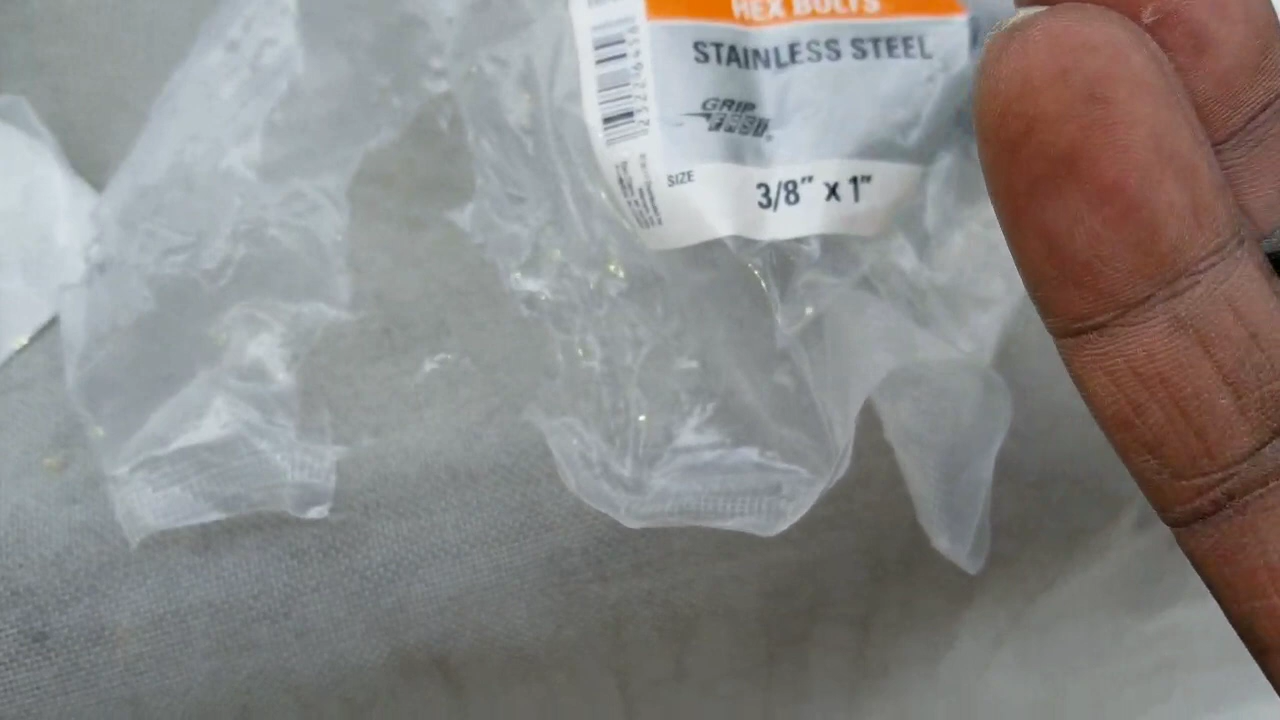 HEX BOLTS
STAINLESS STEEL
GRIP
FAST
SIZE
3/8" x 1"